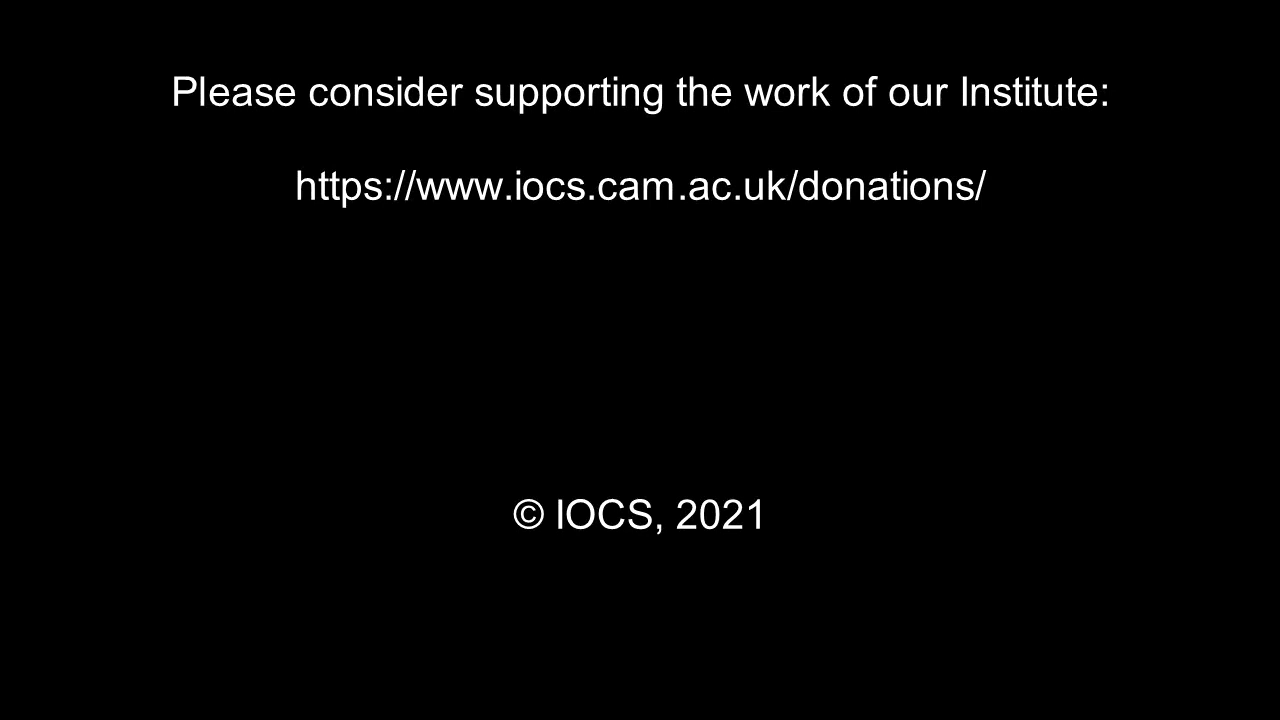 Please consider supporting the work of our Institute:
https://www.iocs.cam.ac.uk/donations/
© IOCS, 2021